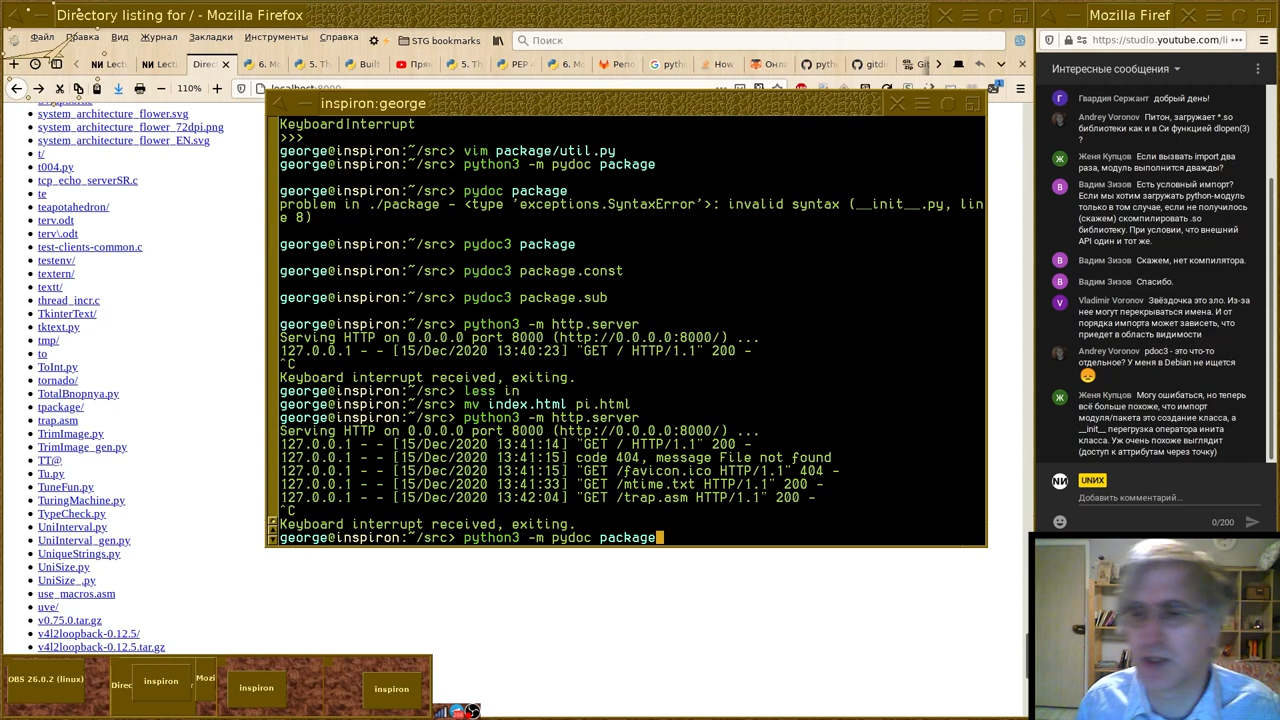 Directory listing for / - Mozilla Firefox
Файл Правка Вид Журнал Закладки Инструменты Справка
STG bookmarks
Поиск
Direct
PEP
How
Репо
pytho
110%
localhost:8000
system_architecture_flower.svg
system_architecture_flower_72dpi.png
system_architecture_flower_EN.svg
t/
t004.py
tcp_echo_serverSR.c
te
teapotahedron/
terv.odt
terv\.odt
test-clients-common.c
testenv/
textern/
textt/
thread_incr.c
TkinterText/
tktext.py
tmp/
to
ToInt.py
tornado/
TotalBnopnya.py
tpackage/
trap.asm
TrimImage.py
TrimImage_gen.py
TT@
Tu.py
TuneFun.py
TuringMachine.py
TypeCheck.py
UniInterval.py
UniInterval_gen.py
UniqueStrings.py
UniSize.py
UniSize_.py
use_macros.asm
uve/
v0.75.0.tar.gz
v4l2loopback-0.12.5/
v4l2loopback-0.12.5.tar.gz
inspiron:george
KeyboardInterrupt
>>>
george@inspiron:~/src> vim package/util.py
george@inspiron:~/src> python3 -m pydoc package
george@inspiron:~/src> pydoc package
problem in ./package - <type 'exceptions.SyntaxError'>: invalid syntax (__init__.py, lin
e 8)
george@inspiron:~/src> pydoc3 package
george@inspiron:~/src> pydoc3 package.const
george@inspiron:~/src> pydoc3 package.sub
george@inspiron:~/src> python3 -m http.server
Serving HTTP on 0.0.0.0 port 8000 (http://0.0.0.0:8000/) ...
127.0.0.1 - - [15/Dec/2020 13:40:23] "GET / HTTP/1.1" 200 -
^C
Keyboard interrupt received, exiting.
george@inspiron:~/src> less in
george@inspiron:~/src> mv index.html pi.html
george@inspiron:~/src> python3 -m http.server
Serving HTTP on 0.0.0.0 port 8000 (http://0.0.0.0:8000/) ...
127.0.0.1 - - [15/Dec/2020 13:41:14] "GET / HTTP/1.1" 200 -
127.0.0.1 - - [15/Dec/2020 13:41:15] code 404, message File not found
127.0.0.1 - - [15/Dec/2020 13:41:15] "GET /favicon.ico HTTP/1.1" 404 -
127.0.0.1 - - [15/Dec/2020 13:41:33] "GET /mtime.txt HTTP/1.1" 200 -
127.0.0.1 - - [15/Dec/2020 13:42:04] "GET /trap.asm HTTP/1.1" 200 -
^C
Keyboard interrupt received, exiting.
george@inspiron:~/src> python3 -m pydoc package
Mozilla Firef
https://studio.youtube.com/li
Интересные сообщения
Гвардия Сержант добрый день!
Andrey Voronov Питон, загружает *.so
библиотеки как и в Си функцией dlopen(3)
?
Женя Купцов Если вызвать import два
раза, модуль выполнится дважды?
Вадим Зизов Есть условный импорт?
Если мы хотим загружать python-модуль
только в том случае, если не получилось
(скажем) скомпилировать .so
библиотеку. При условии, что внешний
API один и тот же.
Вадим Зизов Скажем, нет компилятора.
Вадим Зизов Спасибо.
Vladimir Voronov Звёздочка это зло. Из-за
нее могут перекрываться имена. И от
порядка импорта может зависеть, что
приедет в область видимости
Andrey Voronov pdoc3 - это что-то
отдельное? У меня в Debian не ищется
Женя Купцов Могу ошибаться, но теперь
всё больше похоже, что импорт
модуля/пакета это создание класса, а
__init__ перегрузка оператора инита
класса. Уж очень похоже выглядит
(доступ к аттрибутам через точку)
UNИX
Добавить комментарий...
0/200
OBS 26.0.2 (linux)
Direc
inspiron
Mozi
inspiron
inspiron